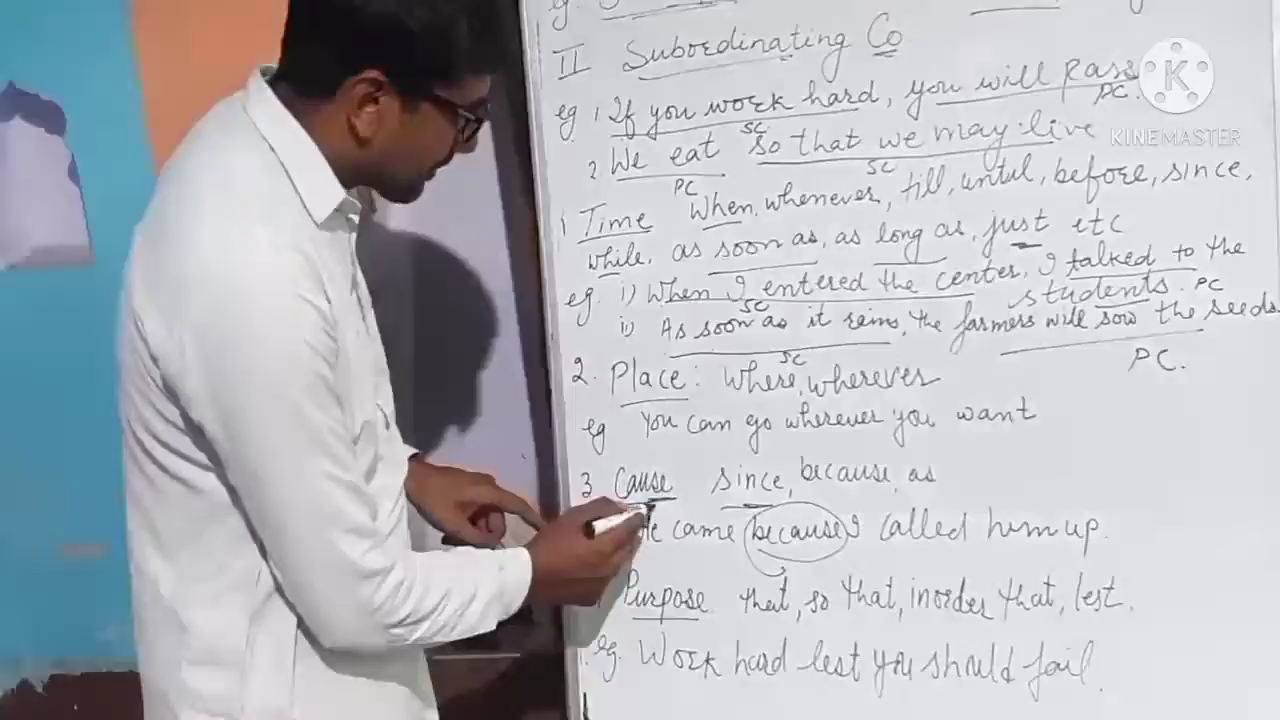 eg.
II Subordinating Co
eg 1 If you work hard, you will Pass
SC PC.
2 We eat so that we may live
PC SC
1 Time When, whenever, till, until, before, since,
while, as soon as, as long as, just etc
eg. i) When I entered the center, I talked to the
SC students. PC
ii) As soon as it rains, the farmers will sow the seeds
SC PC.
2. Place: where, wherever
eg You can go wherever you want
3 Cause since, because, as
He came because I called him up.
Purpose that, so that, inorder that, lest.
eg. Work hard lest you should fail.
K
KINEMASTER